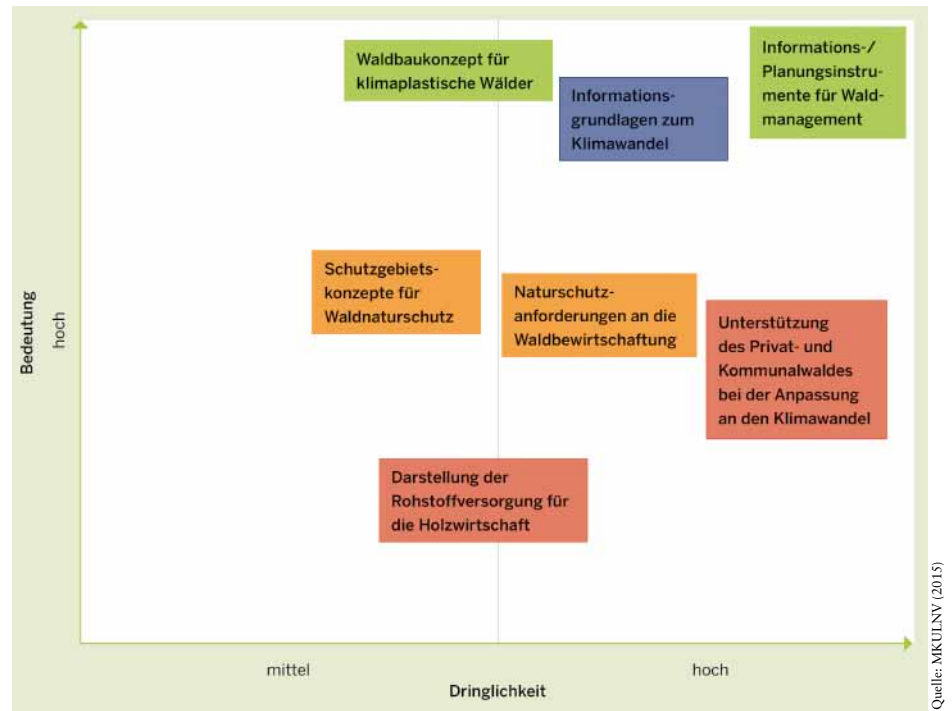 Waldbaukonzept für
klimaplastische Wälder
Informations-
grundlagen zum
Klimawandel
Informations-/
Planungsinstru-
mente für Wald-
management
Schutzgebiets-
konzepte für
Waldnaturschutz
Naturschutz-
anforderungen an die
Waldbewirtschaftung
Unterstützung
des Privat- und
Kommunalwaldes
bei der Anpassung
an den Klimawandel
Darstellung der
Rohstoffversorgung für
die Holzwirtschaft
Bedeutung
hoch
mittel
hoch
Dringlichkeit
Quelle: MKULNV (2015)